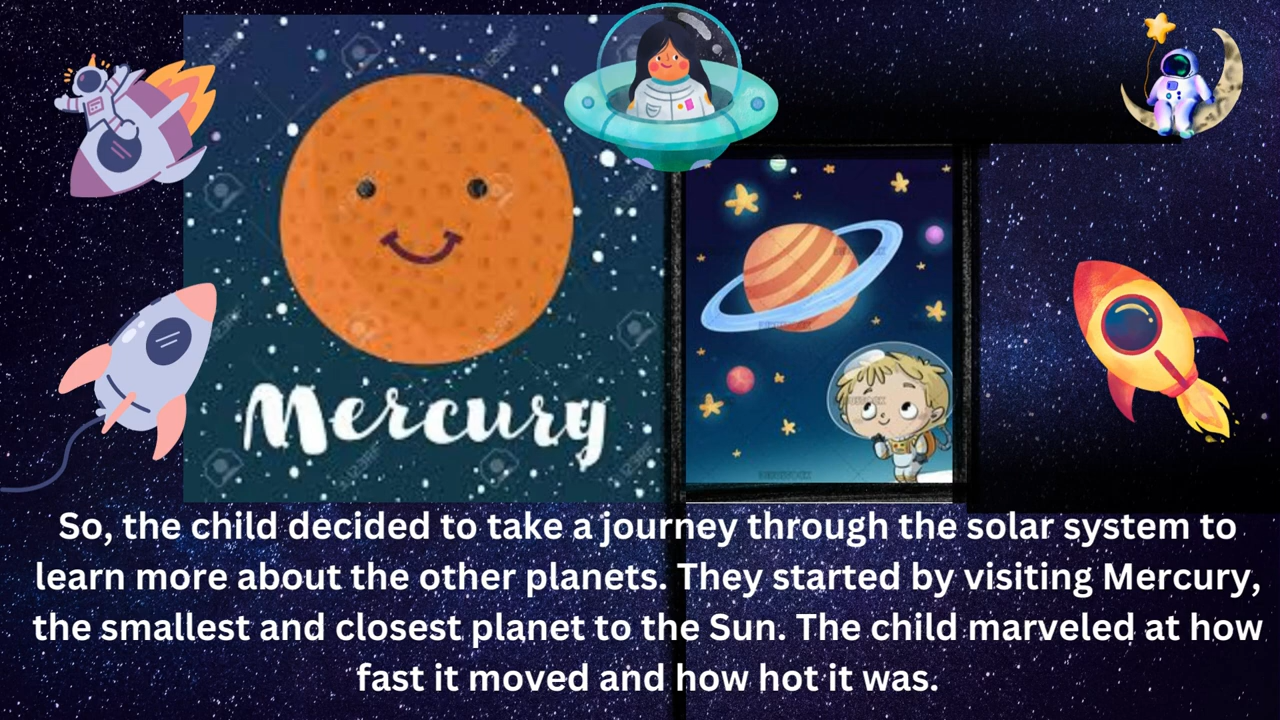 Mercury
So, the child decided to take a journey through the solar system to
learn more about the other planets. They started by visiting Mercury,
the smallest and closest planet to the Sun. The child marveled at how
fast it moved and how hot it was.